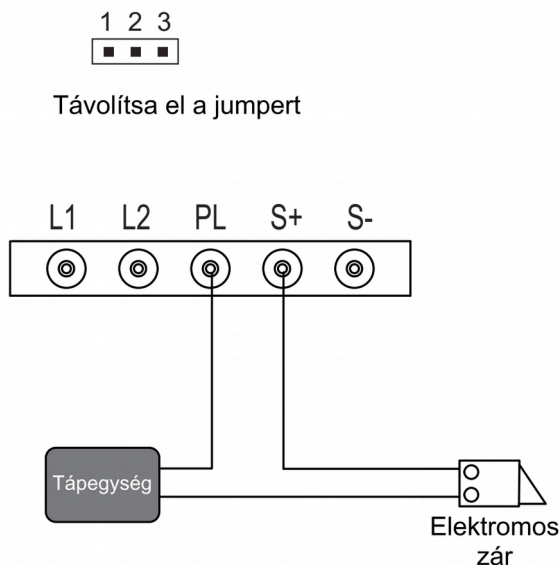 1 2 3
Távolítsa el a jumpert
L1 L2 PL S+ S-
Tápegység
Elektromos
zár